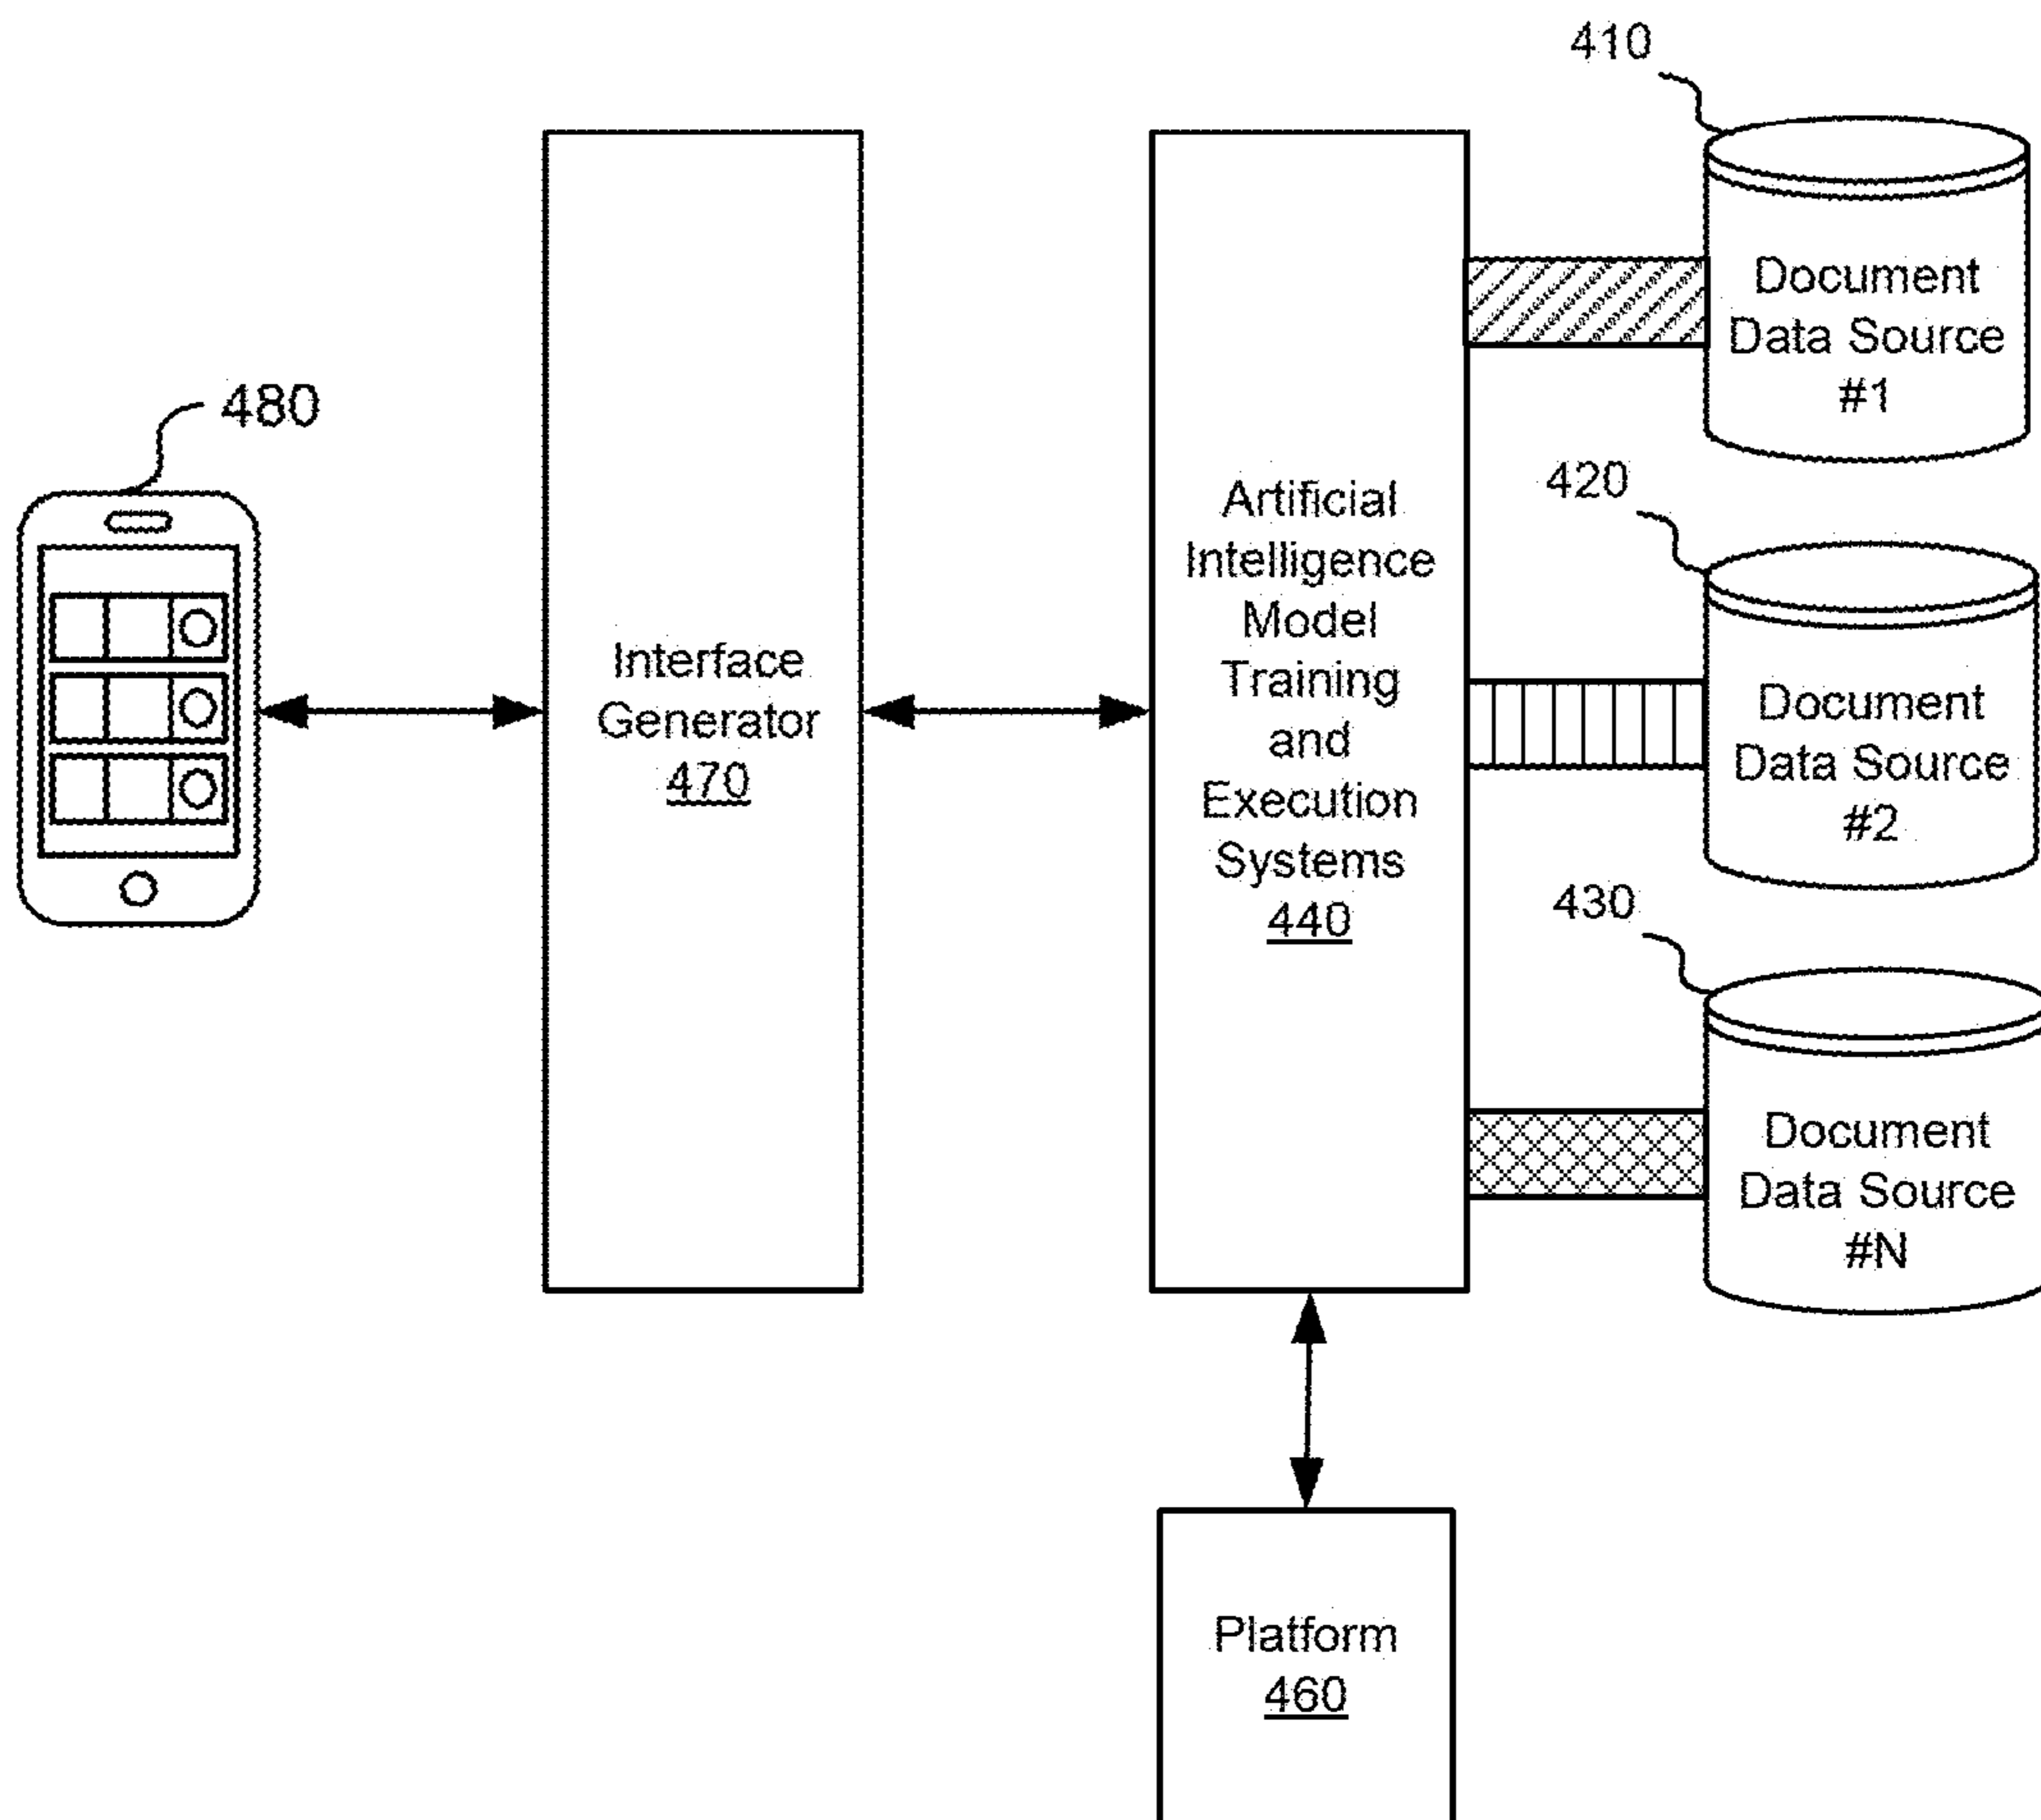 480
Interface
Generator
470
Artificial
Intelligence
Model
Training
and
Execution
Systems
440
410
Document
Data Source
#1
420
Document
Data Source
#2
430
Document
Data Source
#N
Platform
460